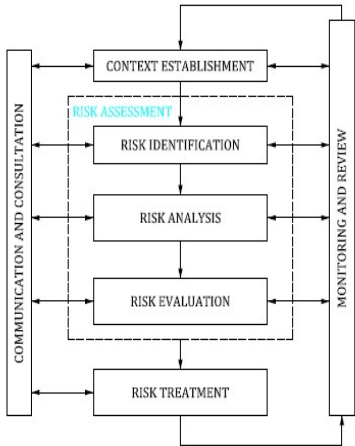 CONTEXT ESTABLISHMENT
RISK ASSESSMENT
RISK IDENTIFICATION
RISK ANALYSIS
RISK EVALUATION
RISK TREATMENT
COMMUNICATION AND CONSULTATION
MONITORING AND REVIEW